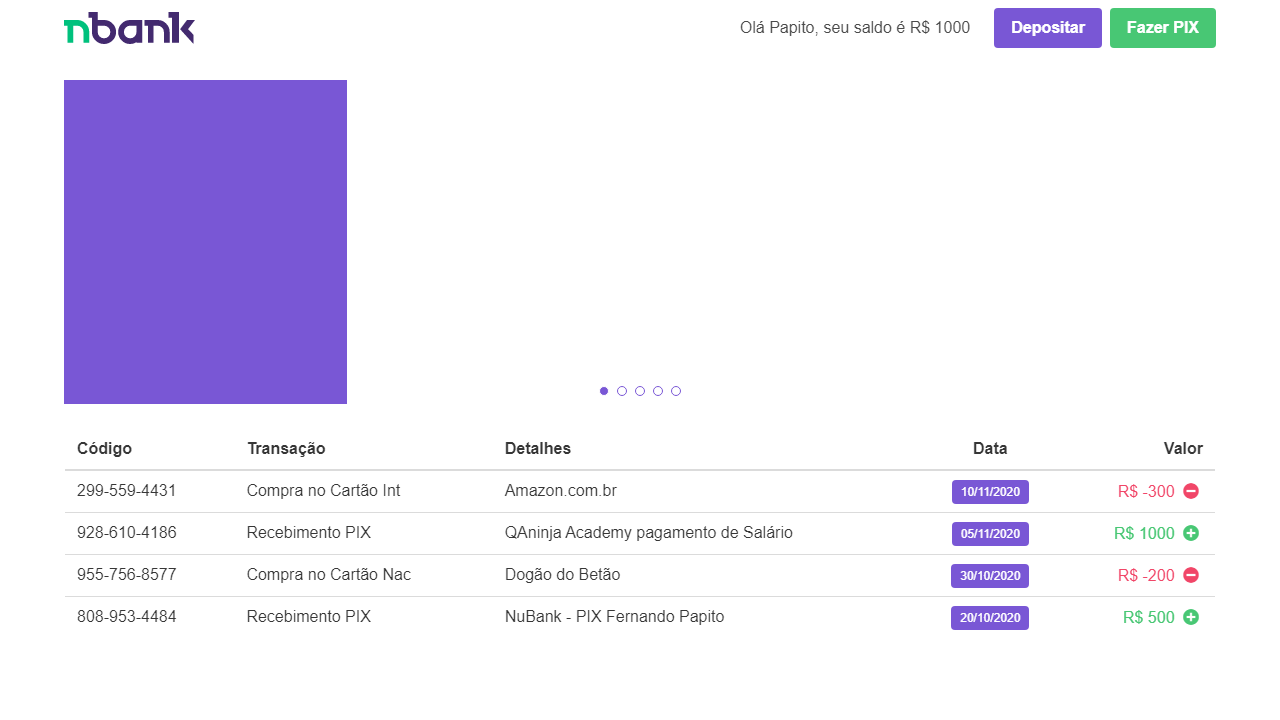 nbank
Olá Papito, seu saldo é R$ 1000 Depositar Fazer PIX
Código Transação Detalhes Data Valor
299-559-4431 Compra no Cartão Int Amazon.com.br 10/11/2020 R$ -300
928-610-4186 Recebimento PIX QAninja Academy pagamento de Salário 05/11/2020 R$ 1000
955-756-8577 Compra no Cartão Nac Dogão do Betão 30/10/2020 R$ -200
808-953-4484 Recebimento PIX NuBank - PIX Fernando Papito 20/10/2020 R$ 500